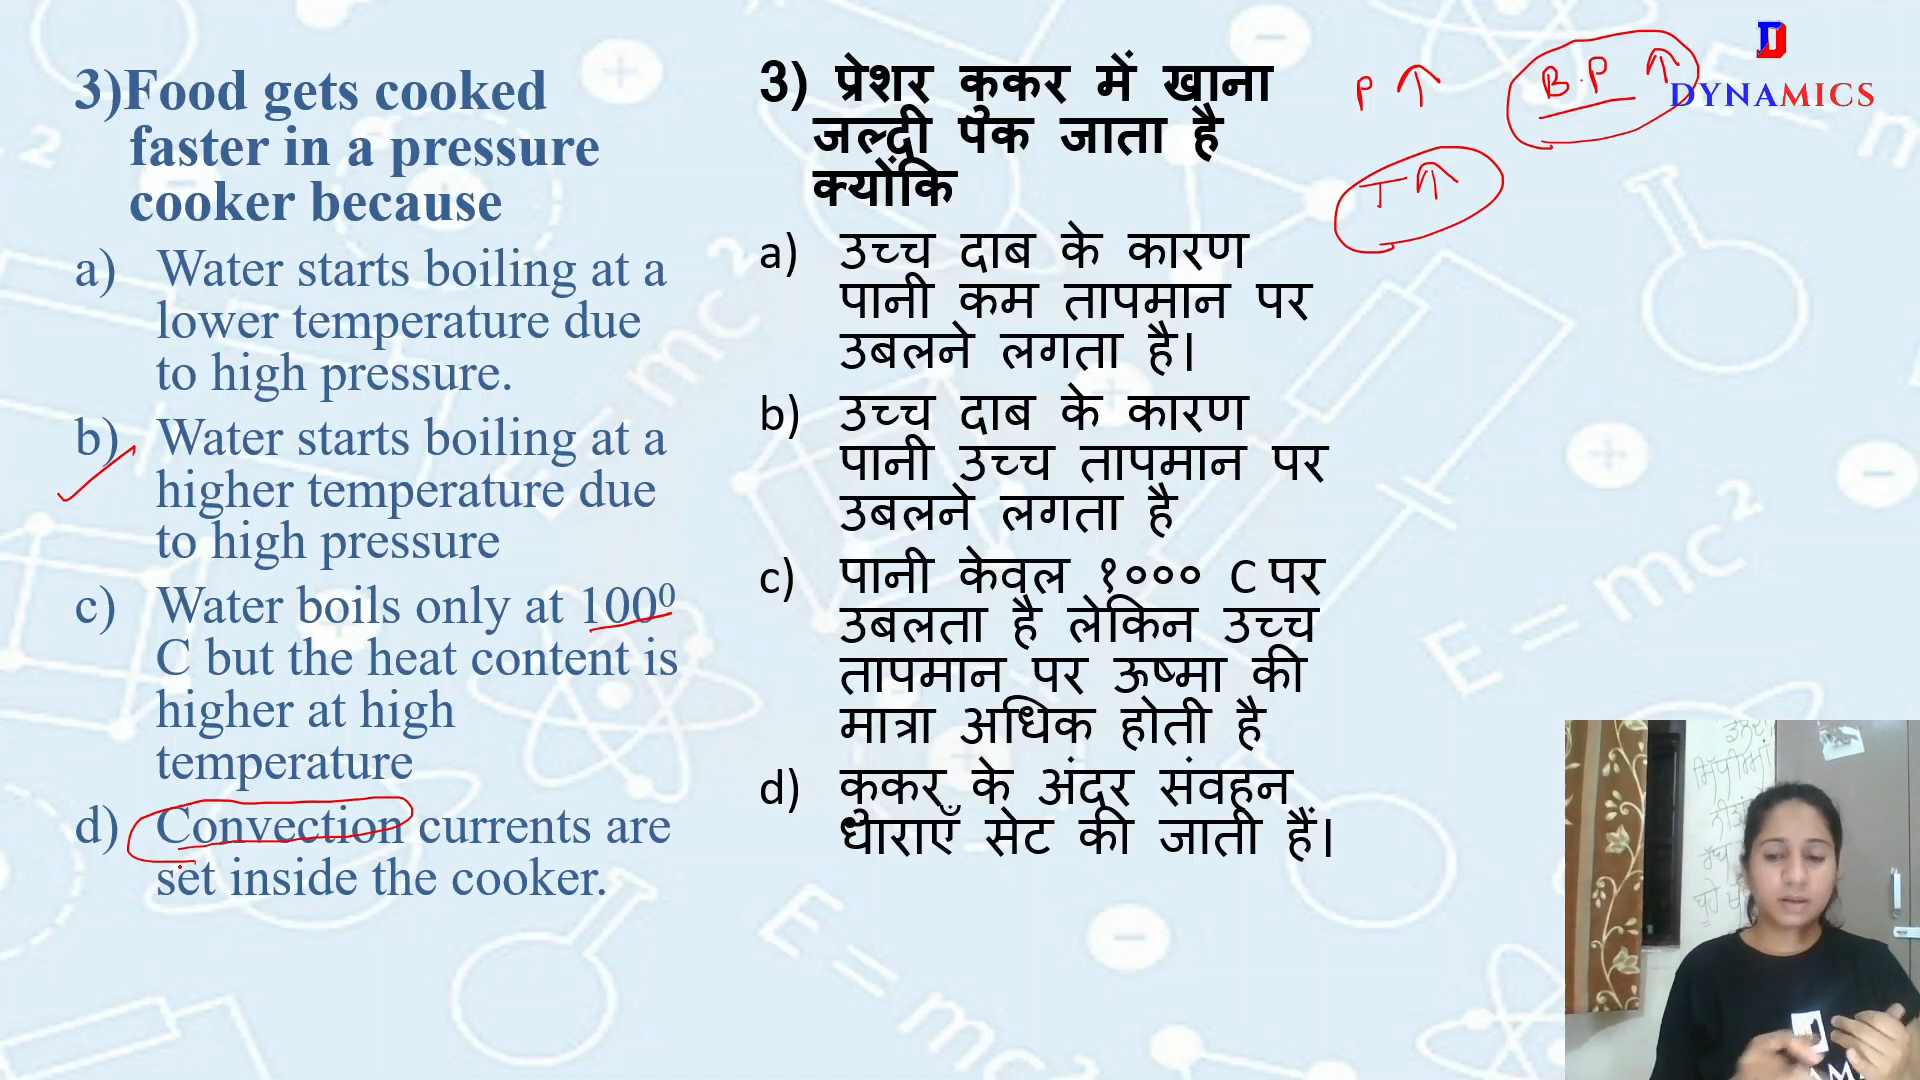 3)Food gets cooked
faster in a pressure
cooker because
a) Water starts boiling at a
lower temperature due
to high pressure.
b) Water starts boiling at a
higher temperature due
to high pressure
c) Water boils only at 100⁰
C but the heat content is
higher at high
temperature
d) Convection currents are
set inside the cooker.
3) प्रेशर कुकर में खाना
जल्दी पक जाता है
क्योंकि
a) उच्च दाब के कारण
पानी कम तापमान पर
उबलने लगता है।
b) उच्च दाब के कारण
पानी उच्च तापमान पर
उबलने लगता है
c) पानी केवल १००० C पर
उबलता है लेकिन उच्च
तापमान पर ऊष्मा की
मात्रा अधिक होती है
d) कुकर के अंदर संवहन
धाराएँ सेट की जाती हैं।
P ↑
B.P ↑
T ↑
DYNAMICS
E = mc²
E = mc²
E = mc